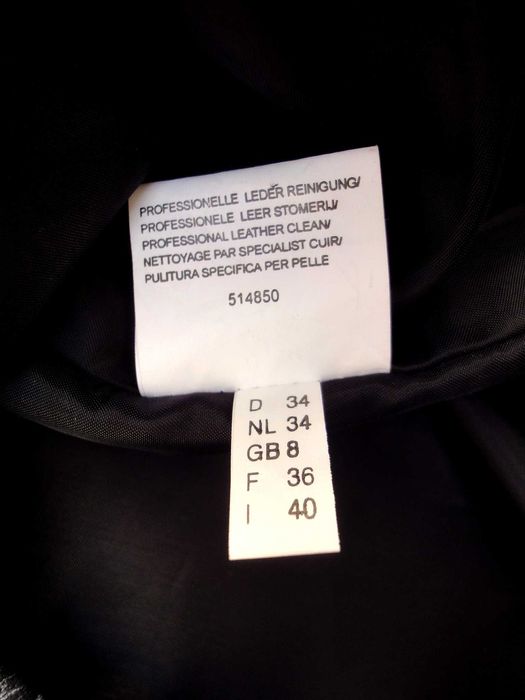 PROFESSIONELLE LEDER REINIGUNG/
PROFESSIONELE LEER STOMERIJ/
PROFESSIONAL LEATHER CLEAN/
NETTOYAGE PAR SPECIALIST CUIR/
PULITURA SPECIFICA PER PELLE
514850
D 34
NL 34
GB 8
F 36
I 40